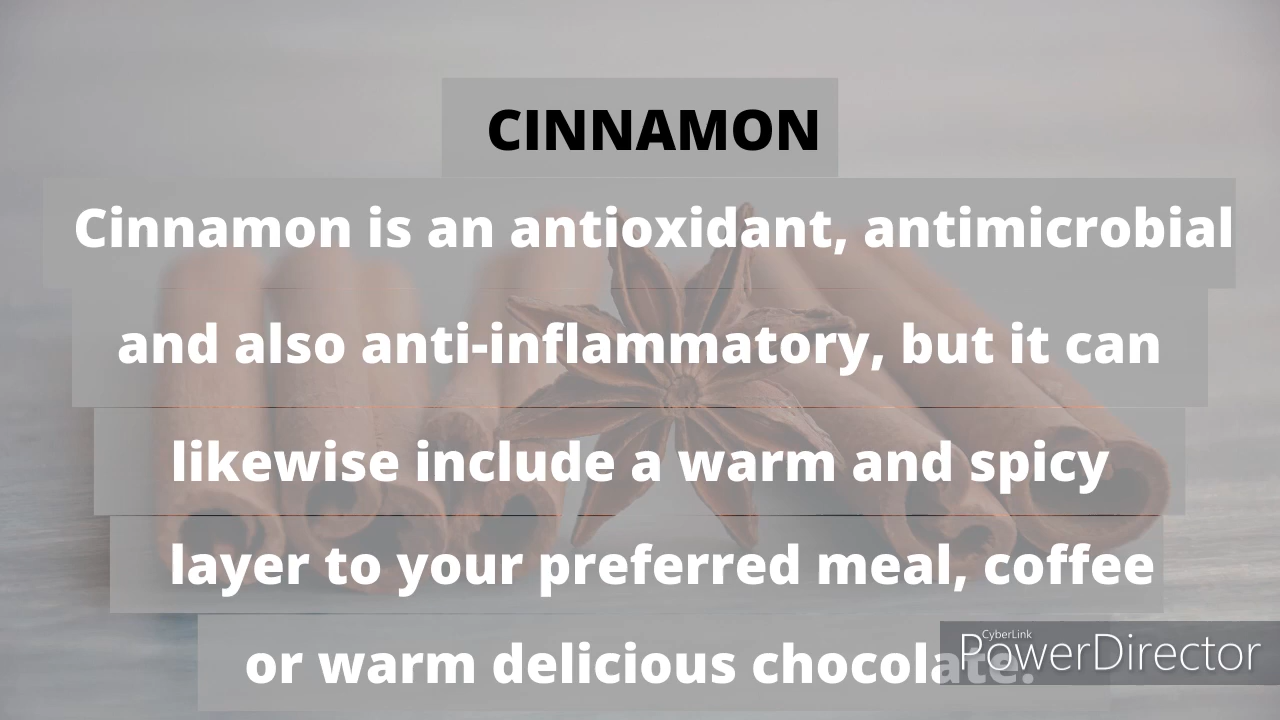 CINNAMON
Cinnamon is an antioxidant, antimicrobial
and also anti-inflammatory, but it can
likewise include a warm and spicy
layer to your preferred meal, coffee
or warm delicious chocolate.
CyberLink
PowerDirector